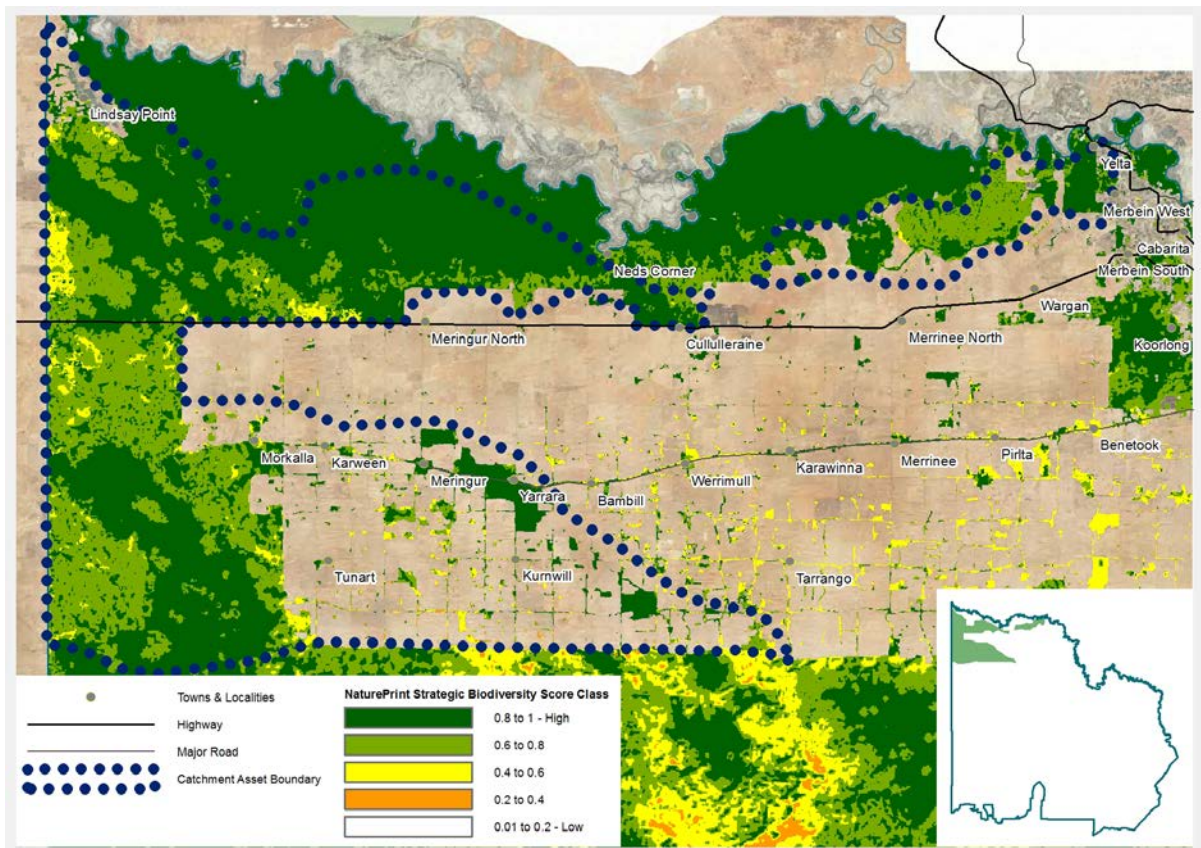 Lindsay Point
Yelta
Merbein West
Cabarita
Neds Corner
Merbein South
Wargan
Meringur North
Cullulleraine
Merrinee North
Koorlong
Morkalla
Karween
Meringur
Yarrara
Bambill
Werrimull
Karawinna
Merrinee
Pirlta
Benetook
Tunart
Kurnwill
Tarrango
Towns & Localities
Highway
Major Road
Catchment Asset Boundary
NaturePrint Strategic Biodiversity Score Class
0.8 to 1 - High
0.6 to 0.8
0.4 to 0.6
0.2 to 0.4
0.01 to 0.2 - Low